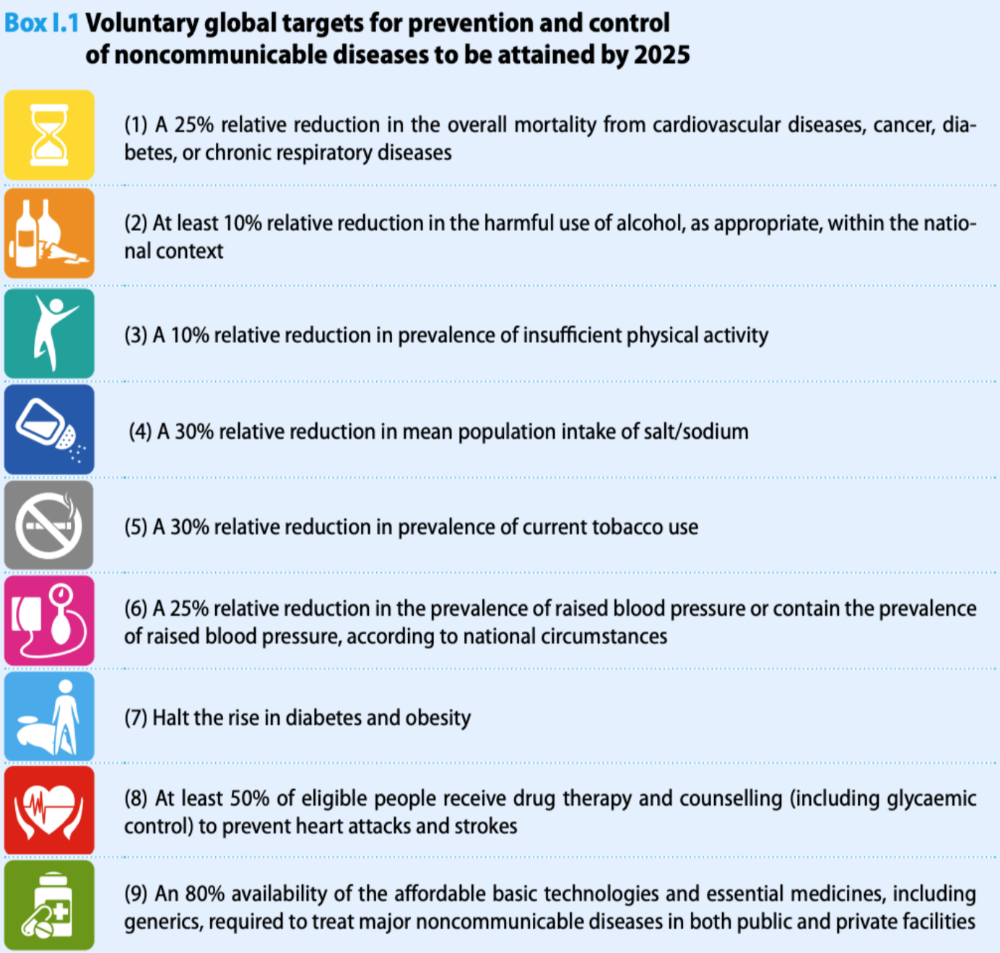 Box I.1 Voluntary global targets for prevention and control
of noncommunicable diseases to be attained by 2025
(1) A 25% relative reduction in the overall mortality from cardiovascular diseases, cancer, dia-
betes, or chronic respiratory diseases
(2) At least 10% relative reduction in the harmful use of alcohol, as appropriate, within the natio-
nal context
(3) A 10% relative reduction in prevalence of insufficient physical activity
(4) A 30% relative reduction in mean population intake of salt/sodium
(5) A 30% relative reduction in prevalence of current tobacco use
(6) A 25% relative reduction in the prevalence of raised blood pressure or contain the prevalence
of raised blood pressure, according to national circumstances
(7) Halt the rise in diabetes and obesity
(8) At least 50% of eligible people receive drug therapy and counselling (including glycaemic
control) to prevent heart attacks and strokes
(9) An 80% availability of the affordable basic technologies and essential medicines, including
generics, required to treat major noncommunicable diseases in both public and private facilities